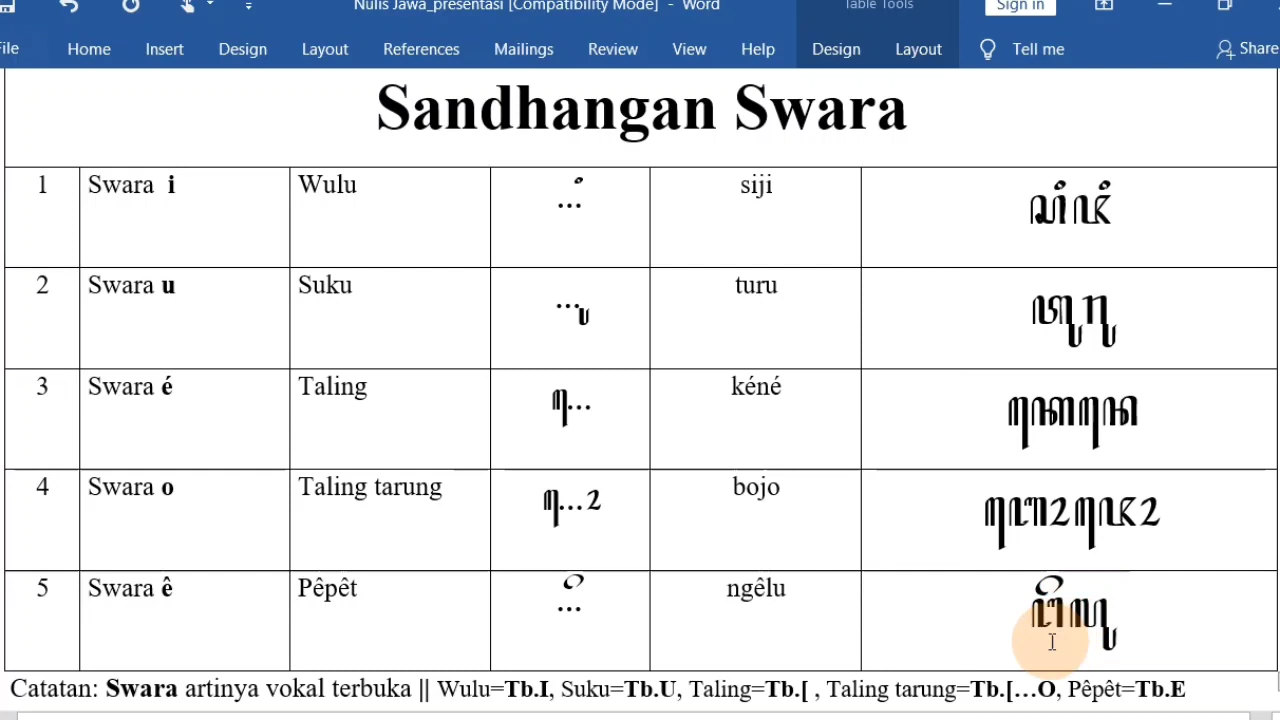 Nulis Jawa_presentasi [Compatibility Mode] - Word Table Tools Sign in
File Home Insert Design Layout References Mailings Review View Help Design Layout Tell me Share
Sandhangan Swara
1 Swara i Wulu ...ꦶ siji ꦱꦶꦗꦶ
2 Swara u Suku ...ꦸ turu ꦠꦸꦫꦸ
3 Swara é Taling ꦺ... kéné ꦏꦺꦤꦺ
4 Swara o Taling tarung ꦺ...ꦴ bojo ꦧꦺꦴꦗꦺꦴ
5 Swara ê Pêpêt ...ꦼ ngêlu ꦔꦼꦭꦸ
Catatan: Swara artinya vokal terbuka || Wulu=Tb.I, Suku=Tb.U, Taling=Tb.[ , Taling tarung=Tb.[...O, Pêpêt=Tb.E